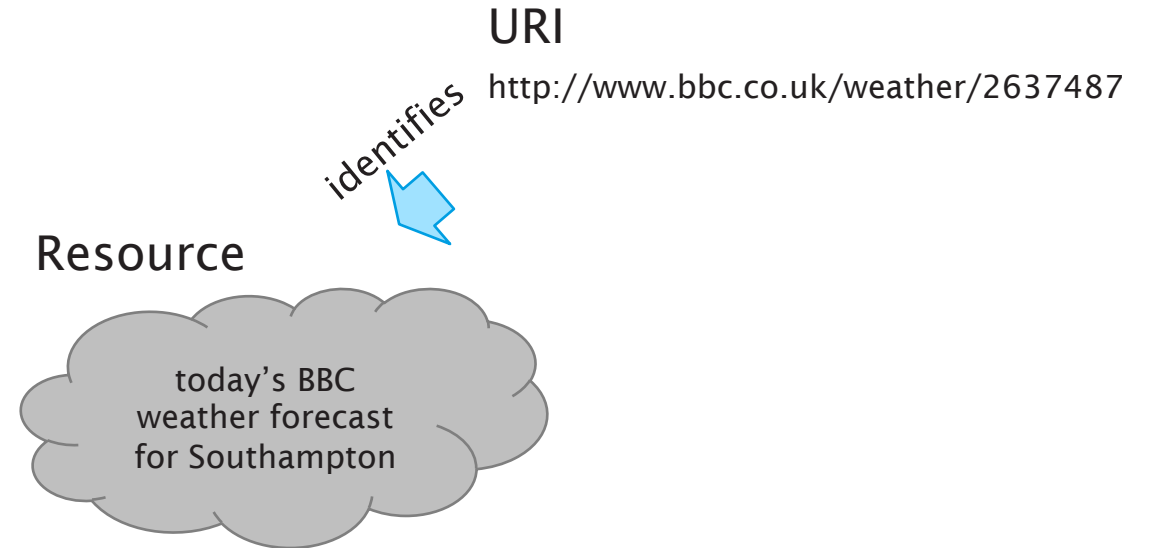 URI
http://www.bbc.co.uk/weather/2637487
identifies
Resource
today’s BBC
weather forecast
for Southampton